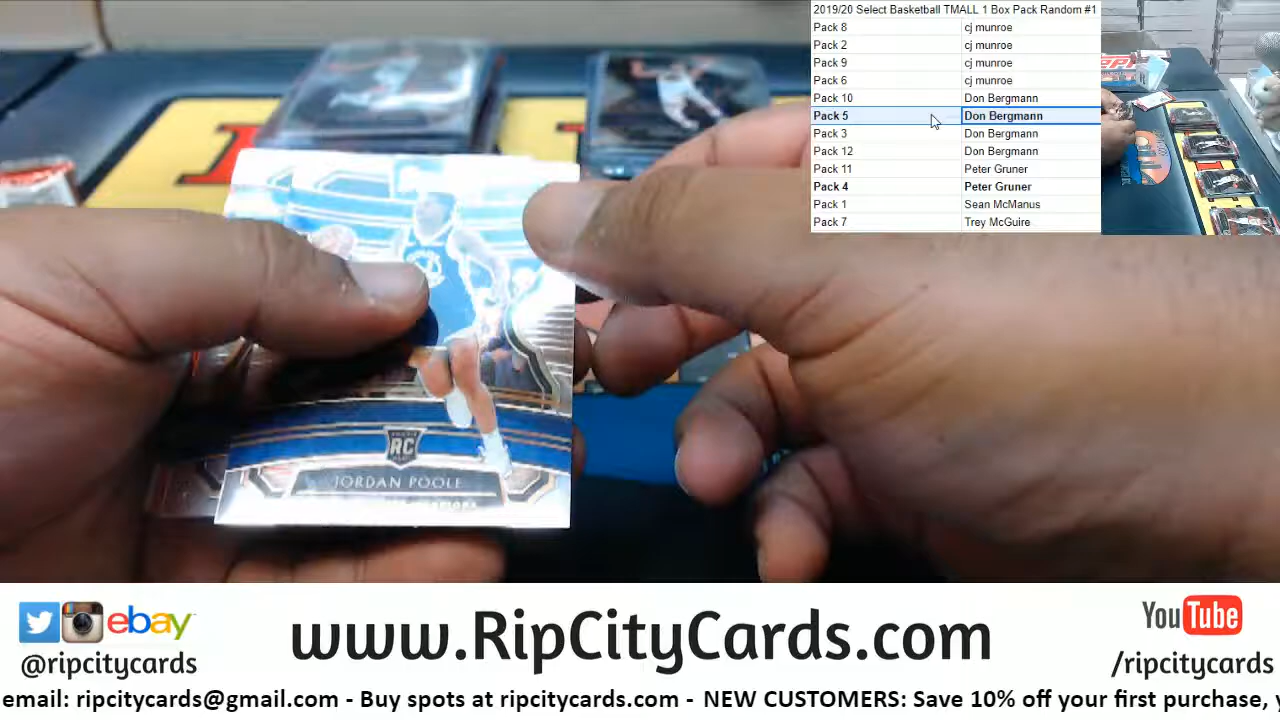 2019/20 Select Basketball TMALL 1 Box Pack Random #1
Pack 8 cj munroe
Pack 2 cj munroe
Pack 9 cj munroe
Pack 6 cj munroe
Pack 10 Don Bergmann
Pack 5 Don Bergmann
Pack 3 Don Bergmann
Pack 12 Don Bergmann
Pack 11 Peter Gruner
Pack 4 Peter Gruner
Pack 1 Sean McManus
Pack 7 Trey McGuire
RC
JORDAN POOLE
ebay
@ripcitycards
www.RipCityCards.com
YouTube
/ripcitycards
email: ripcitycards@gmail.com - Buy spots at ripcitycards.com - NEW CUSTOMERS: Save 10% off your first purchase,